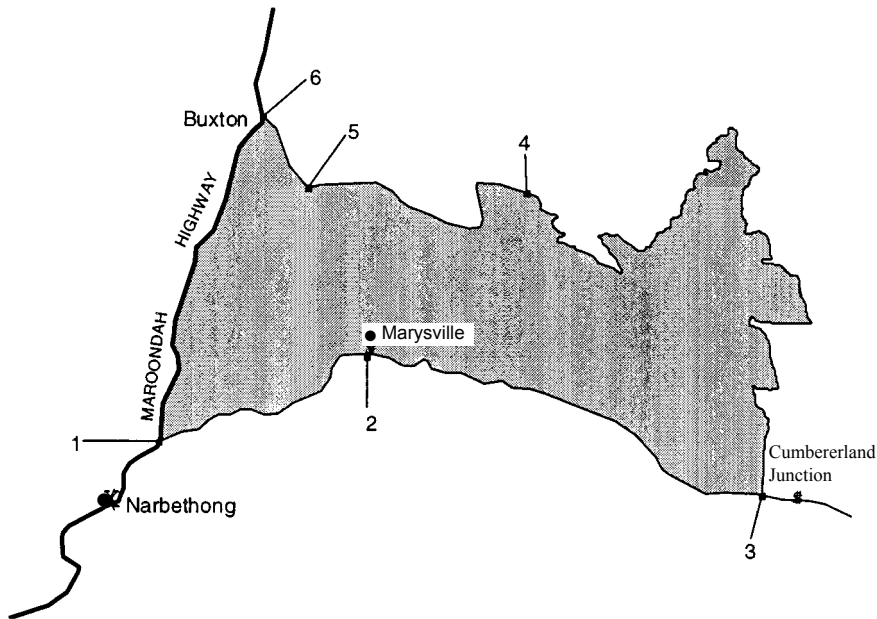 6
Buxton
5
4
HIGHWAY
Marysville
MAROONDAH
2
1
Cumbererland
Junction
Narbethong
3